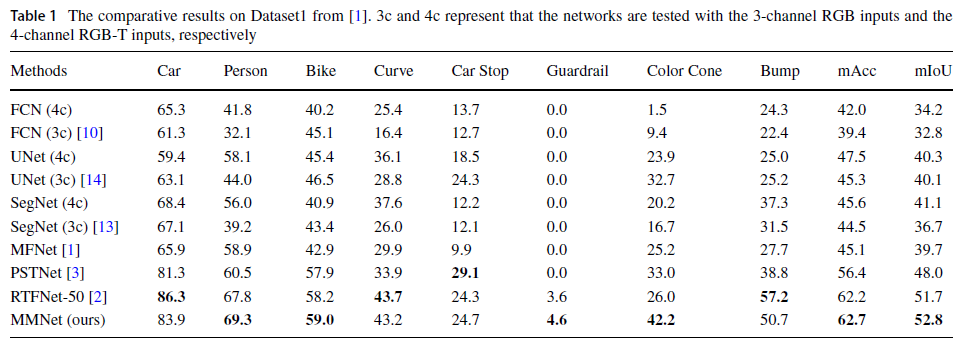 Table 1 The comparative results on Dataset1 from [1]. 3c and 4c represent that the networks are tested with the 3-channel RGB inputs and the
4-channel RGB-T inputs, respectively
Methods Car Person Bike Curve Car Stop Guardrail Color Cone Bump mAcc mIoU
FCN (4c) 65.3 41.8 40.2 25.4 13.7 0.0 1.5 24.3 42.0 34.2
FCN (3c) [10] 61.3 32.1 45.1 16.4 12.7 0.0 9.4 22.4 39.4 32.8
UNet (4c) 59.4 58.1 45.4 36.1 18.5 0.0 23.9 25.0 47.5 40.3
UNet (3c) [14] 63.1 44.0 46.5 28.8 24.3 0.0 32.7 25.2 45.3 40.1
SegNet (4c) 68.4 56.0 40.9 37.6 12.2 0.0 20.2 37.3 45.6 41.1
SegNet (3c) [13] 67.1 39.2 43.4 26.0 12.1 0.0 16.7 31.5 44.5 36.7
MFNet [1] 65.9 58.9 42.9 29.9 9.9 0.0 25.2 27.7 45.1 39.7
PSTNet [3] 81.3 60.5 57.9 33.9 29.1 0.0 33.0 38.8 56.4 48.0
RTFNet-50 [2] 86.3 67.8 58.2 43.7 24.3 3.6 26.0 57.2 62.2 51.7
MMNet (ours) 83.9 69.3 59.0 43.2 24.7 4.6 42.2 50.7 62.7 52.8